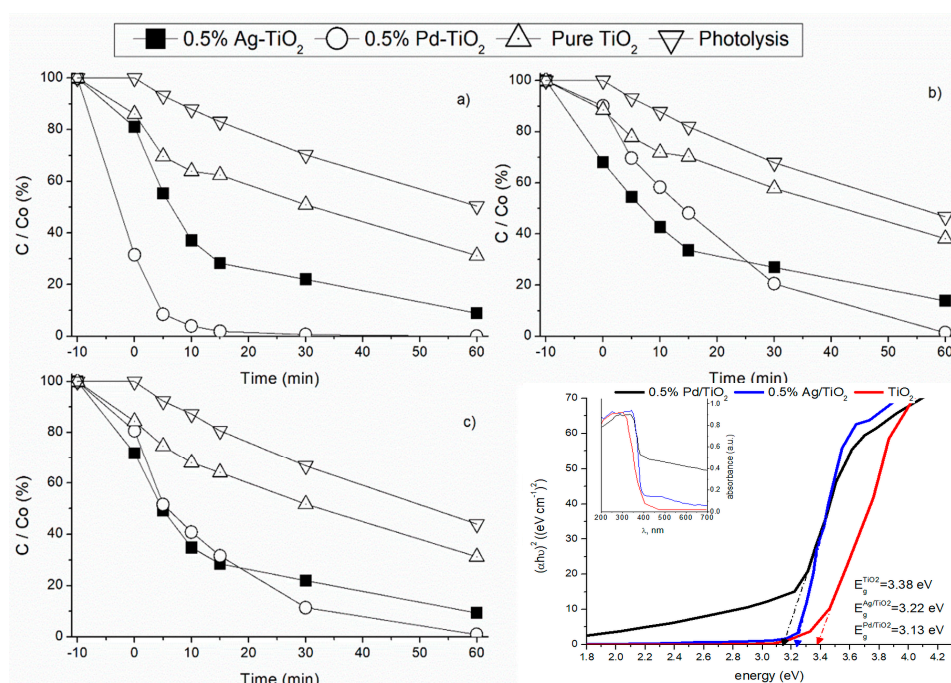 0.5% Ag-TiO2 0.5% Pd-TiO2 Pure TiO2 Photolysis
a)
C / Co (%)
100
80
60
40
20
0
-10 0 10 20 30 40 50 60
Time (min)
b)
C / Co (%)
100
80
60
40
20
0
-10 0 10 20 30 40 50 60
Time (min)
c)
C / Co (%)
100
80
60
40
20
0
-10 0 10 20 30 40 50 60
Time (min)
0.5% Pd/TiO2 0.5% Ag/TiO2 TiO2
(αhυ)2 ((eV cm-1)2)
70
60
50
40
30
20
10
0
1.8 2.0 2.2 2.4 2.6 2.8 3.0 3.2 3.4 3.6 3.8 4.0 4.2
energy (eV)
1.0
0.8
0.6
0.4
0.2
0.0
absorbance (a.u.)
200 300 400 500 600 700
λ, nm
EgTiO2=3.38 eV
EgAg/TiO2=3.22 eV
EgPd/TiO2=3.13 eV